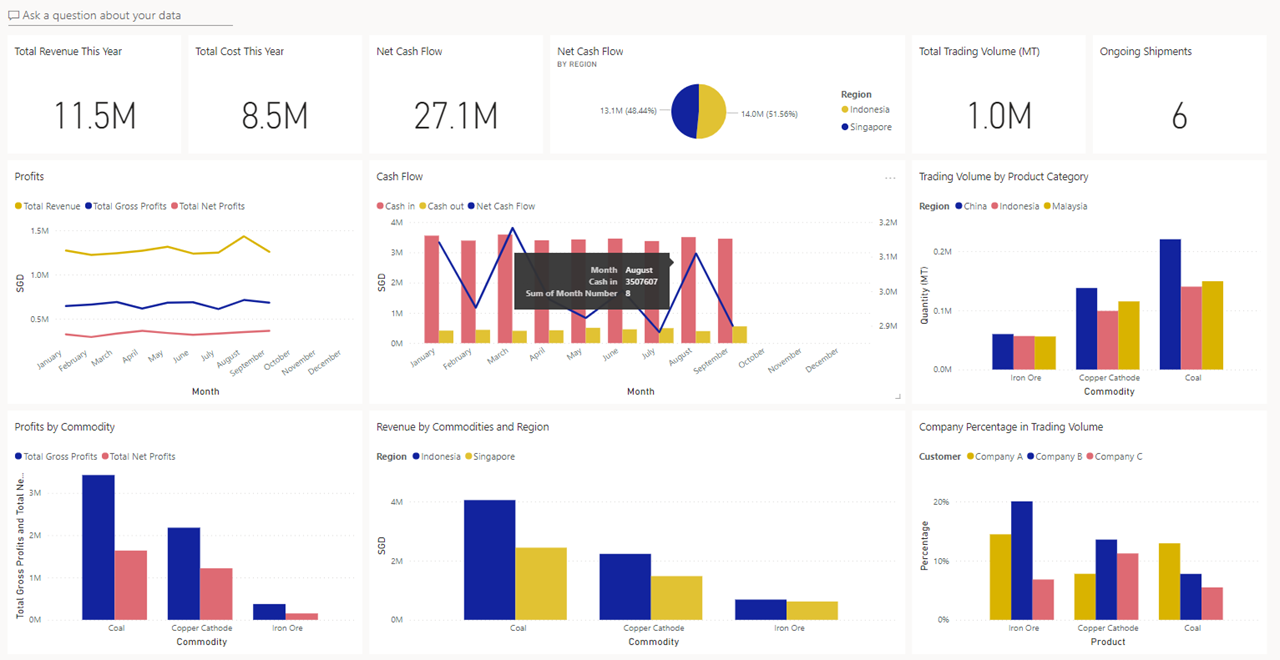 Ask a question about your data
Total Revenue This Year
11.5M
Total Cost This Year
8.5M
Net Cash Flow
27.1M
Net Cash Flow
BY REGION
13.1M (48.44%)
14.0M (51.56%)
Region
Indonesia
Singapore
Total Trading Volume (MT)
1.0M
Ongoing Shipments
6
Profits
Total Revenue Total Gross Profits Total Net Profits
1.5M
1.0M
0.5M
SGD
January February March April May June July August September October November December
Month
Cash Flow
...
Cash in Cash out Net Cash Flow
4M
3M
2M
1M
0M
SGD
3.2M
3.1M
3.0M
2.9M
Month August
Cash in 3507607
Sum of Month Number 8
January February March April May June July August September October November December
Month
Trading Volume by Product Category
Region China Indonesia Malaysia
0.2M
0.1M
0.0M
Quantity (MT)
Iron Ore Copper Cathode Coal
Commodity
Profits by Commodity
Total Gross Profits Total Net Profits
3M
2M
1M
0M
Total Gross Profits and Total Ne...
Coal Copper Cathode Iron Ore
Commodity
Revenue by Commodities and Region
Region Indonesia Singapore
4M
2M
0M
SGD
Coal Copper Cathode Iron Ore
Commodity
Company Percentage in Trading Volume
Customer Company A Company B Company C
20%
10%
0%
Percentage
Iron Ore Copper Cathode Coal
Product